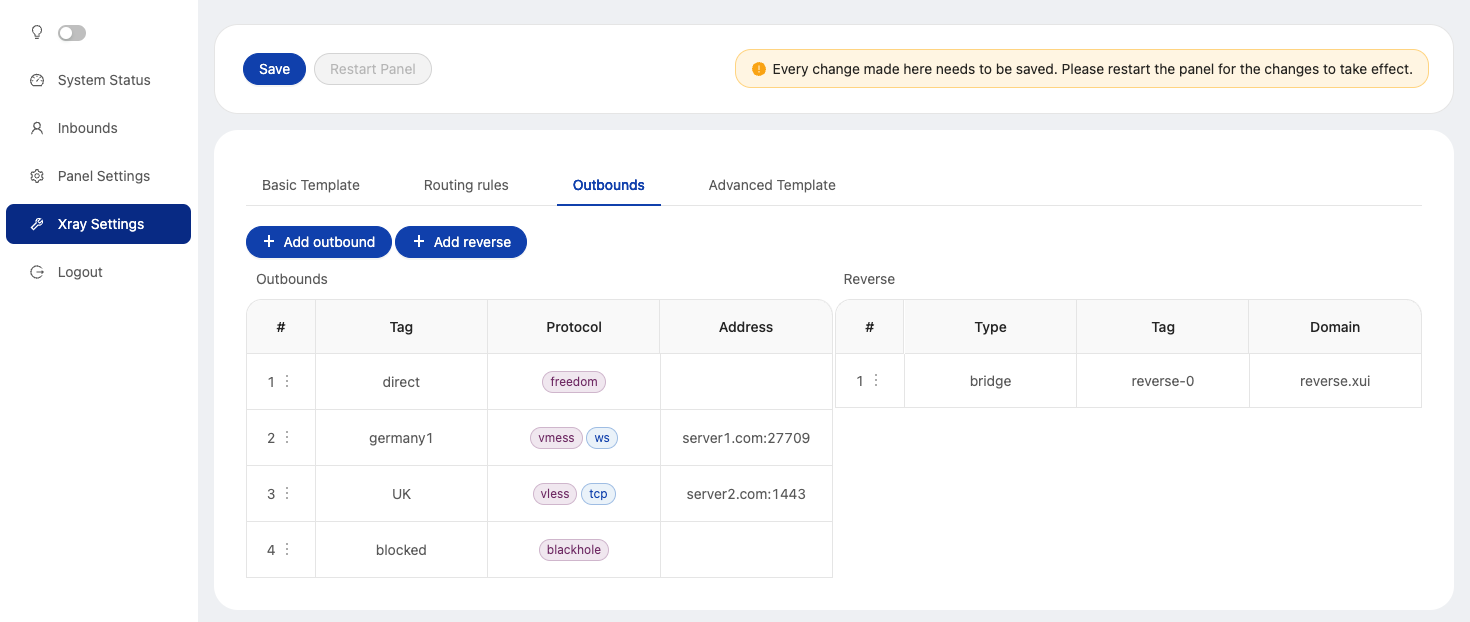 System Status
Inbounds
Panel Settings
Xray Settings
Logout
Save Restart Panel Every change made here needs to be saved. Please restart the panel for the changes to take effect.
Basic Template Routing rules Outbounds Advanced Template
+ Add outbound + Add reverse
Outbounds
# Tag Protocol Address
1 direct freedom
2 germany1 vmess ws server1.com:27709
3 UK vless tcp server2.com:1443
4 blocked blackhole
Reverse
# Type Tag Domain
1 bridge reverse-0 reverse.xui